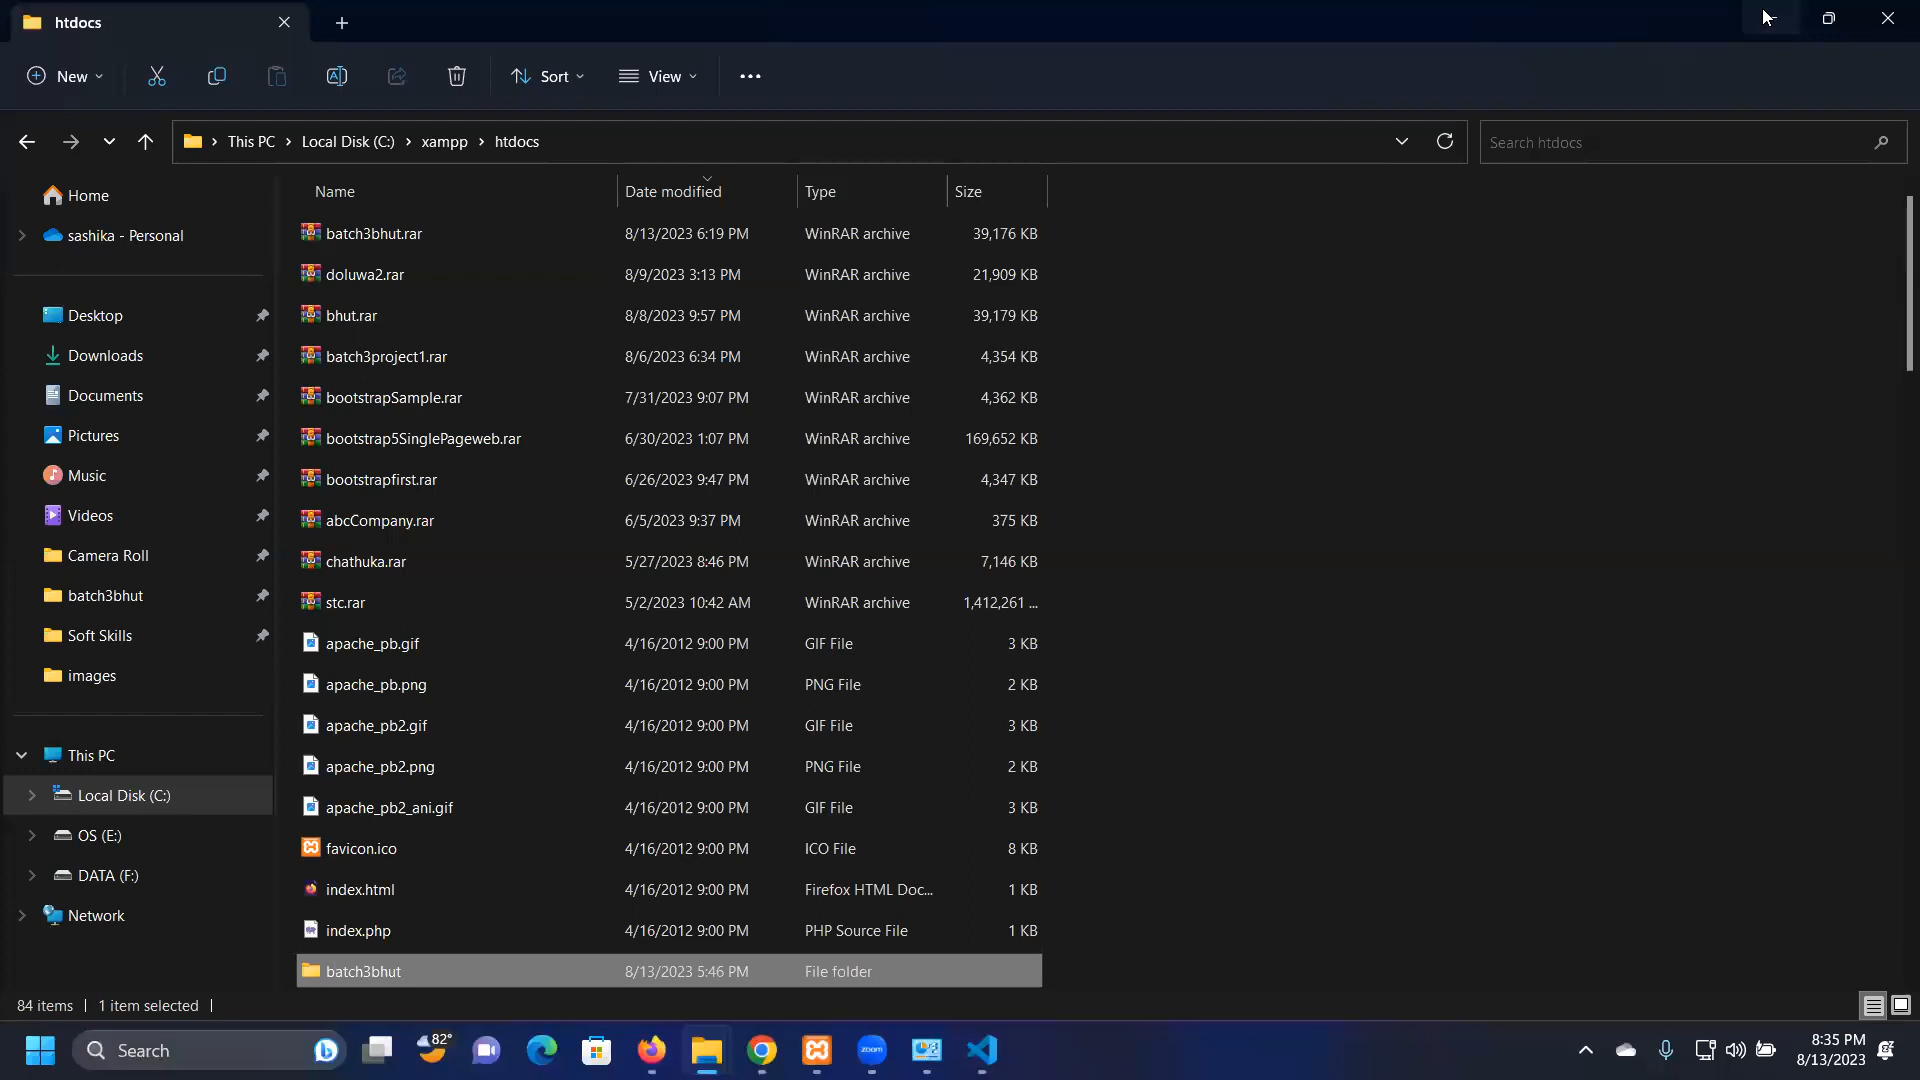 htdocs
New
Sort
View
This PC
Local Disk (C:)
xampp
htdocs
Search htdocs
Home
sashika - Personal
Desktop
Downloads
Documents
Pictures
Music
Videos
Camera Roll
batch3bhut
Soft Skills
images
This PC
Local Disk (C:)
OS (E:)
DATA (F:)
Network
Name Date modified Type Size
batch3bhut.rar 8/13/2023 6:19 PM WinRAR archive 39,176 KB
doluwa2.rar 8/9/2023 3:13 PM WinRAR archive 21,909 KB
bhut.rar 8/8/2023 9:57 PM WinRAR archive 39,179 KB
batch3project1.rar 8/6/2023 6:34 PM WinRAR archive 4,354 KB
bootstrapSample.rar 7/31/2023 9:07 PM WinRAR archive 4,362 KB
bootstrap5SinglePageweb.rar 6/30/2023 1:07 PM WinRAR archive 169,652 KB
bootstrapfirst.rar 6/26/2023 9:47 PM WinRAR archive 4,347 KB
abcCompany.rar 6/5/2023 9:37 PM WinRAR archive 375 KB
chathuka.rar 5/27/2023 8:46 PM WinRAR archive 7,146 KB
stc.rar 5/2/2023 10:42 AM WinRAR archive 1,412,261 ...
apache_pb.gif 4/16/2012 9:00 PM GIF File 3 KB
apache_pb.png 4/16/2012 9:00 PM PNG File 2 KB
apache_pb2.gif 4/16/2012 9:00 PM GIF File 3 KB
apache_pb2.png 4/16/2012 9:00 PM PNG File 2 KB
apache_pb2_ani.gif 4/16/2012 9:00 PM GIF File 3 KB
favicon.ico 4/16/2012 9:00 PM ICO File 8 KB
index.html 4/16/2012 9:00 PM Firefox HTML Doc... 1 KB
index.php 4/16/2012 9:00 PM PHP Source File 1 KB
batch3bhut 8/13/2023 5:46 PM File folder
84 items 1 item selected
Search
82°
zoom
8:35 PM
8/13/2023